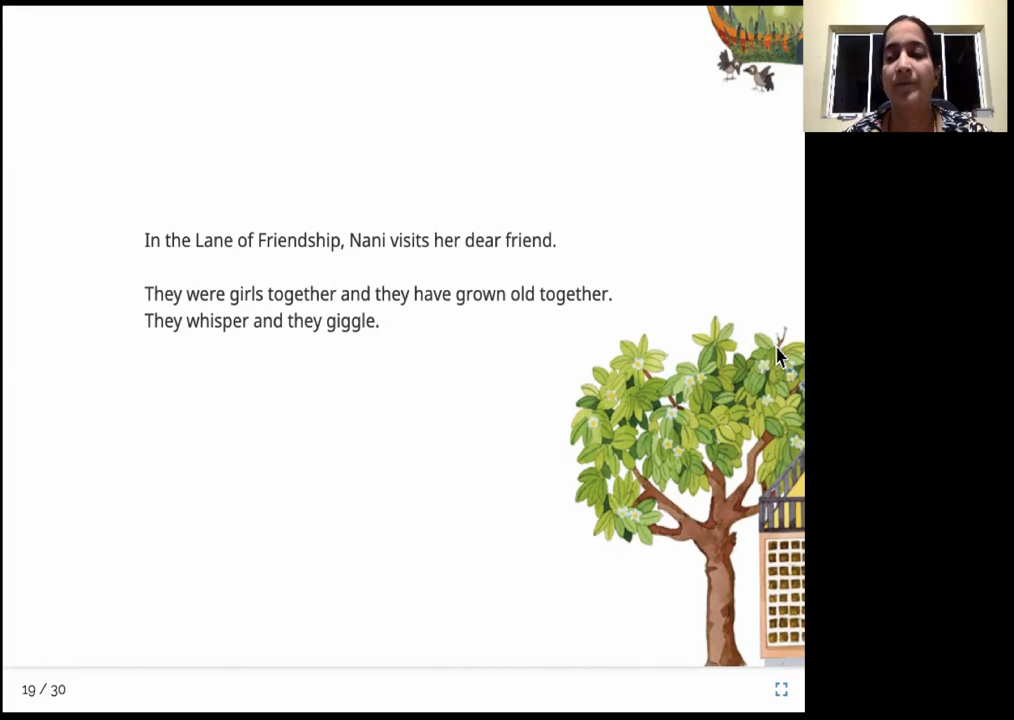 In the Lane of Friendship, Nani visits her dear friend.
They were girls together and they have grown old together.
They whisper and they giggle.
19 / 30